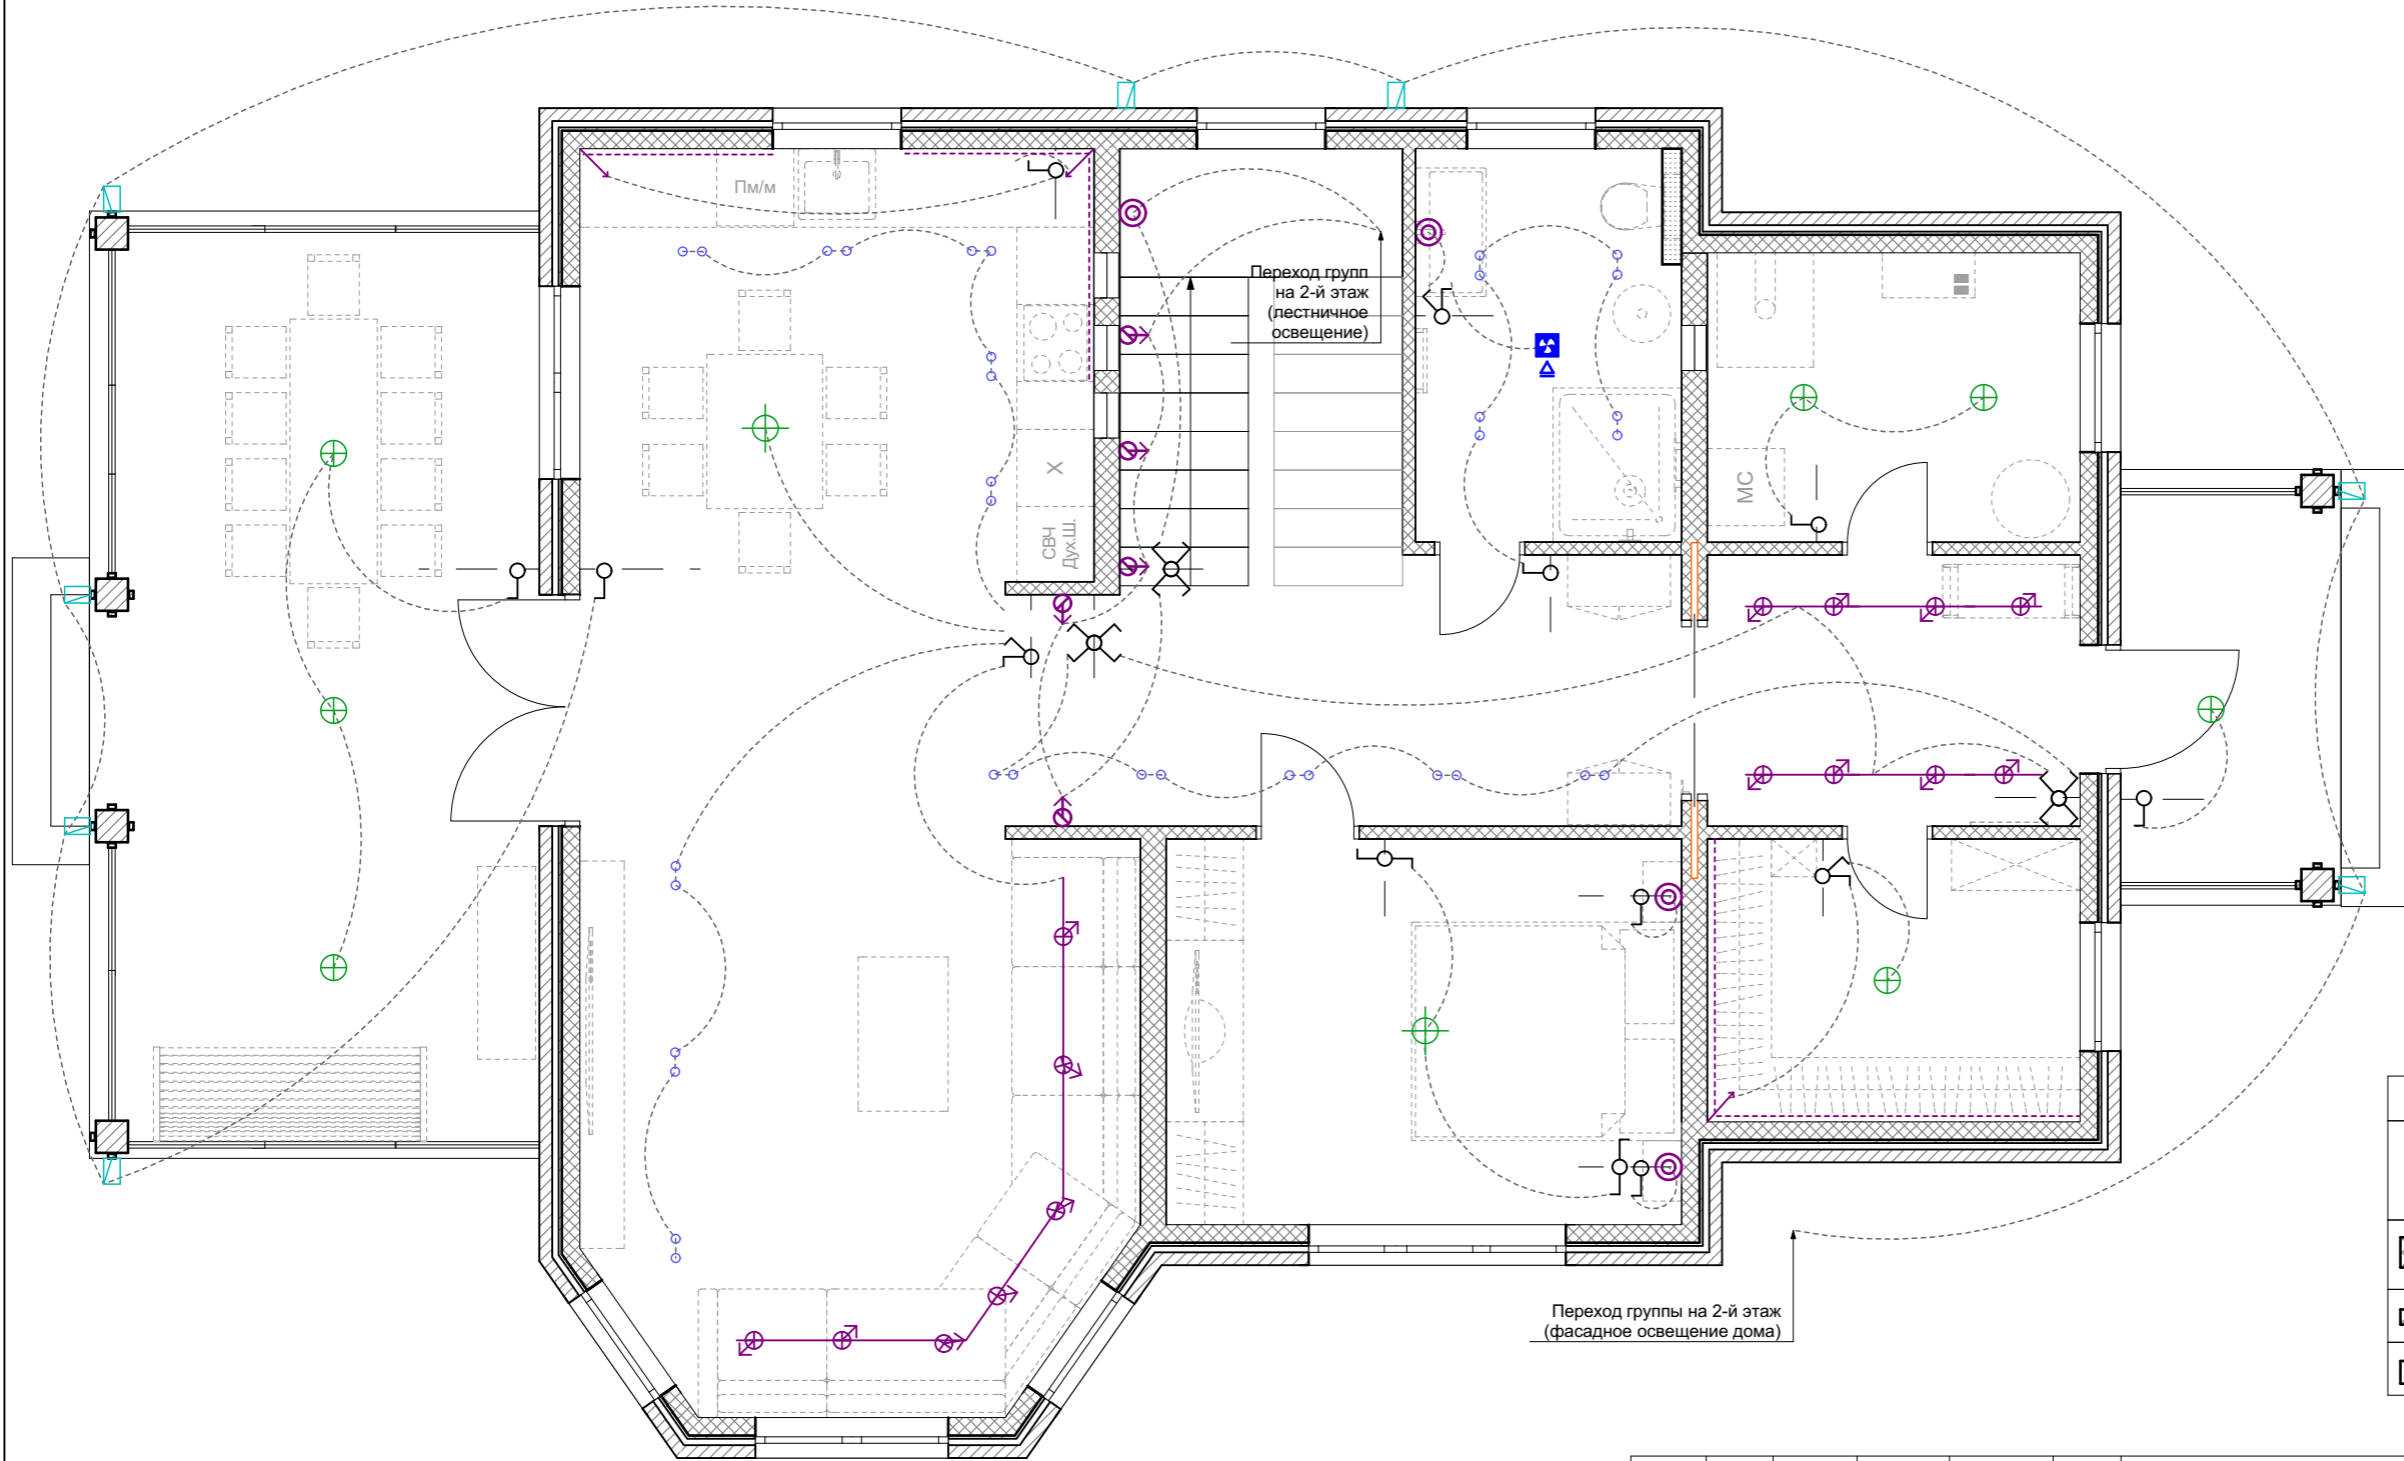 Пм/м
Переход групп
на 2-й этаж
(лестничное
освещение)
X
СВЧ
Дух.Ш.
МС
Переход группы на 2-й этаж
(фасадное освещение дома)